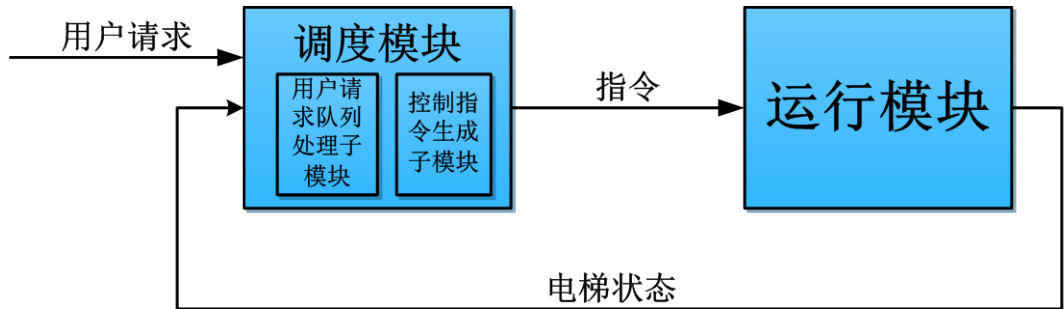 用户请求
调度模块
用户请
求队列
处理子
模块
控制指
令生成
子模块
指令
运行模块
电梯状态